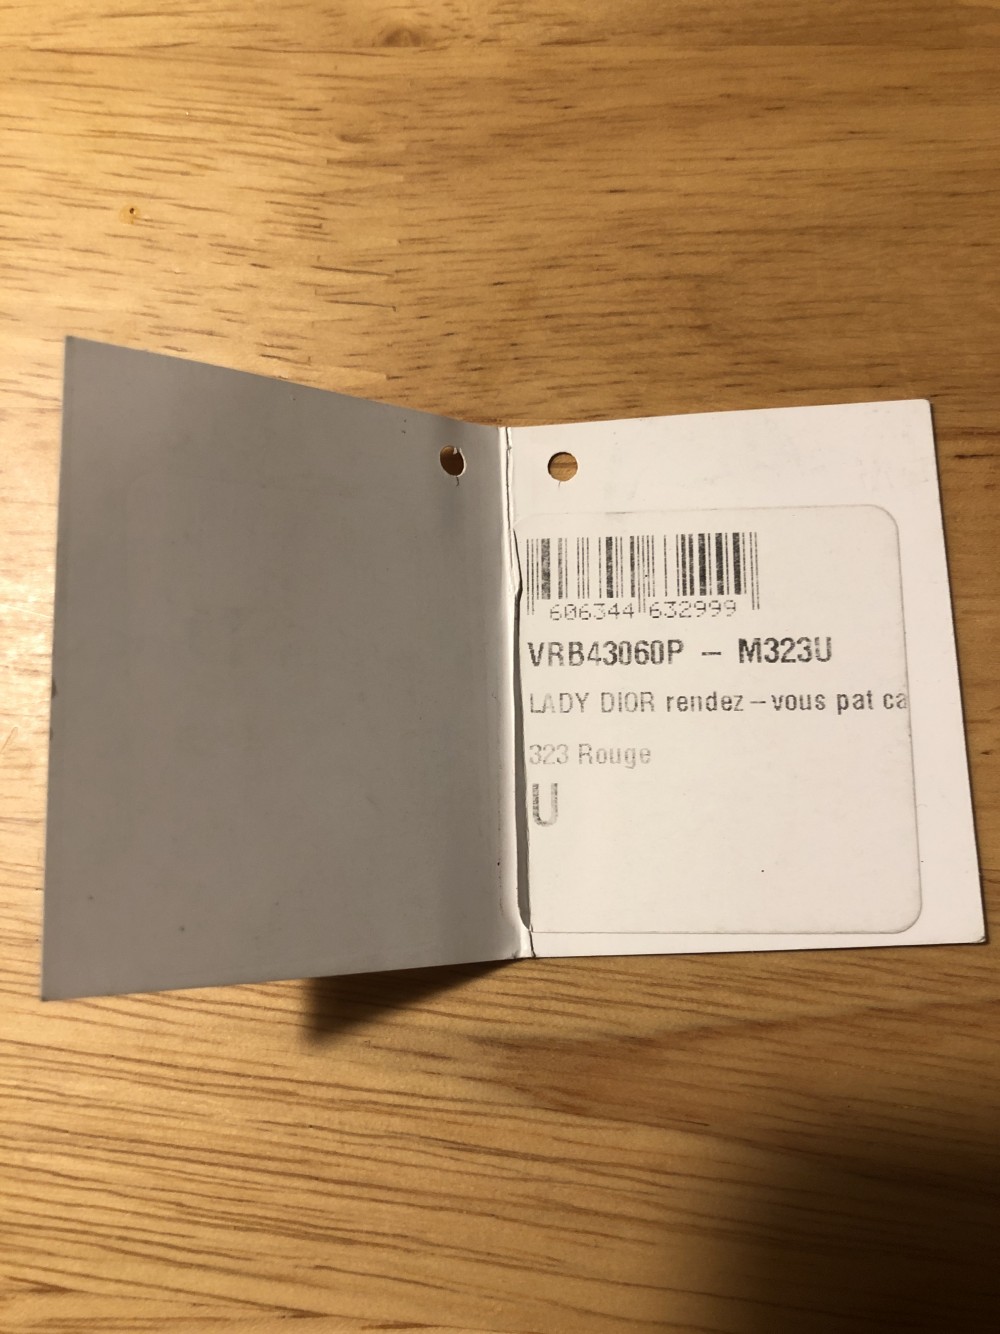 606344 632999
VRB43060P – M323U
LADY DIOR rendez–vous pat ca
323 Rouge
U